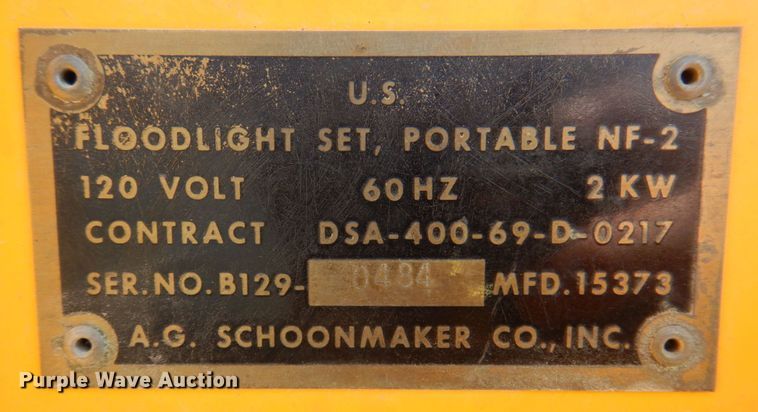 U.S.
FLOODLIGHT SET, PORTABLE NF-2
120 VOLT 60HZ 2 KW
CONTRACT DSA-400-69-D-0217
SER.NO. B129-0484 MFD.15373
A.G. SCHOONMAKER CO., INC.
Purple Wave Auction